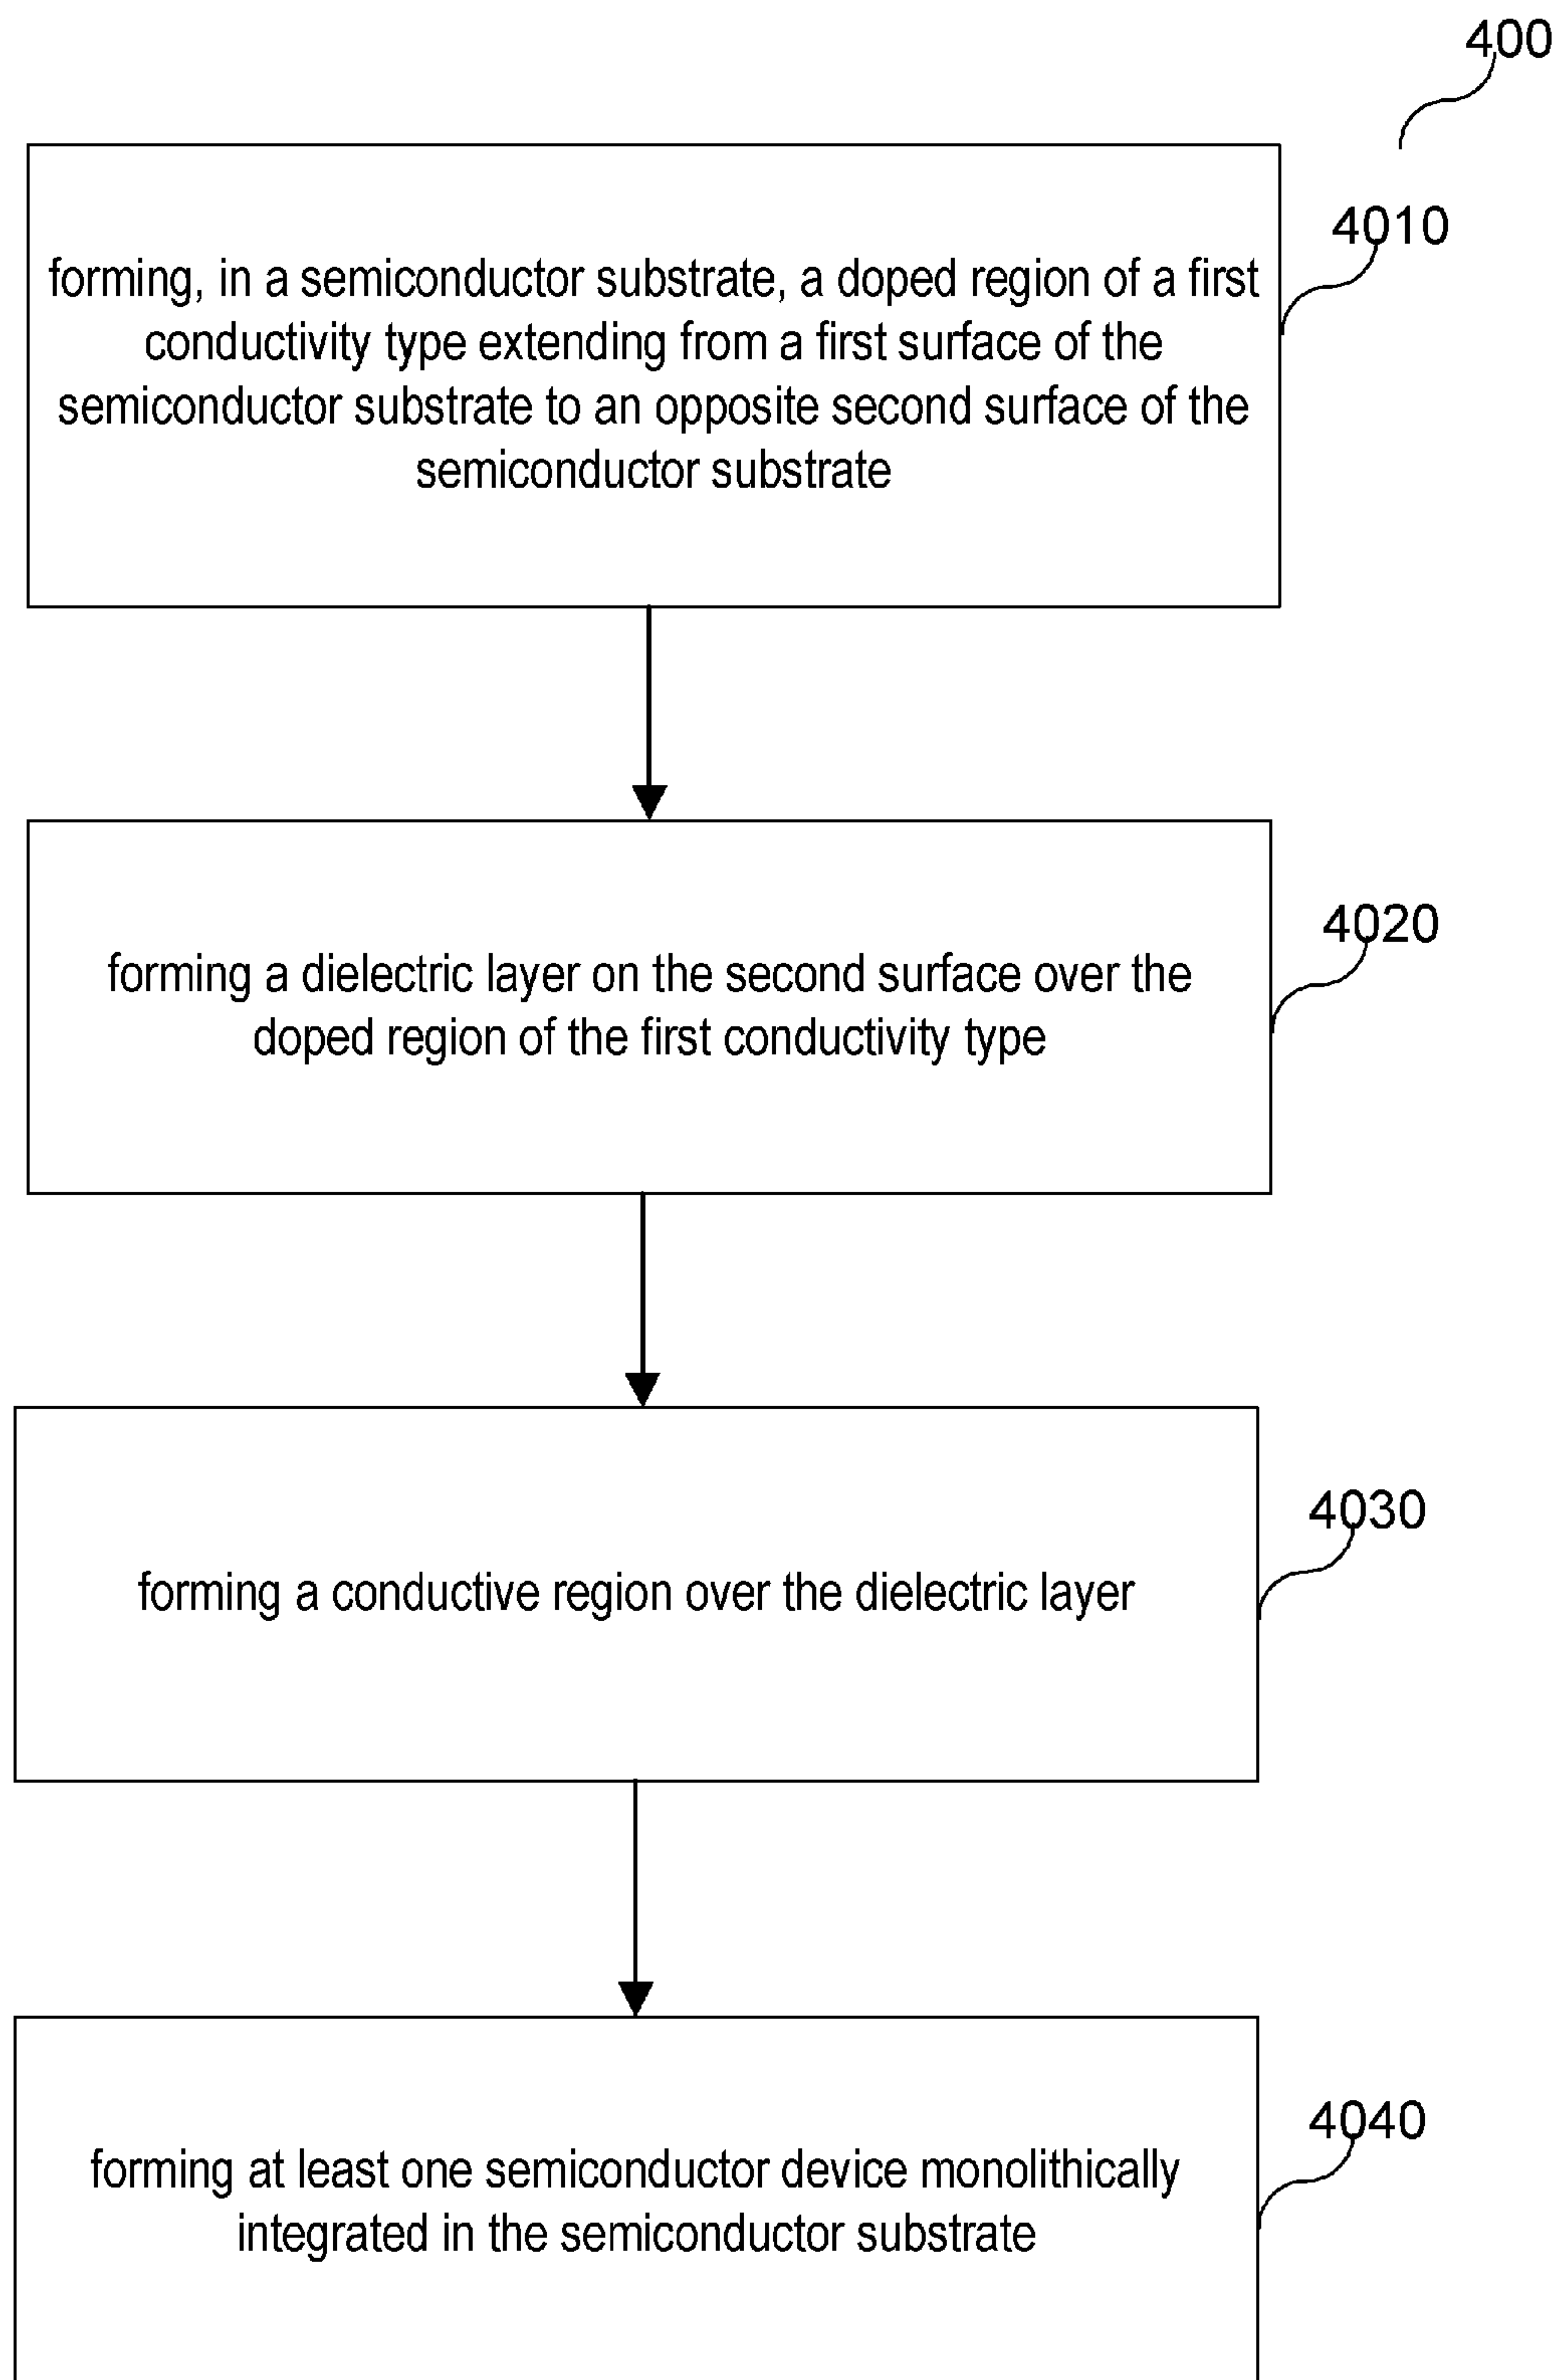 400
4010
forming, in a semiconductor substrate, a doped region of a first
conductivity type extending from a first surface of the
semiconductor substrate to an opposite second surface of the
semiconductor substrate
4020
forming a dielectric layer on the second surface over the
doped region of the first conductivity type
4030
forming a conductive region over the dielectric layer
4040
forming at least one semiconductor device monolithically
integrated in the semiconductor substrate